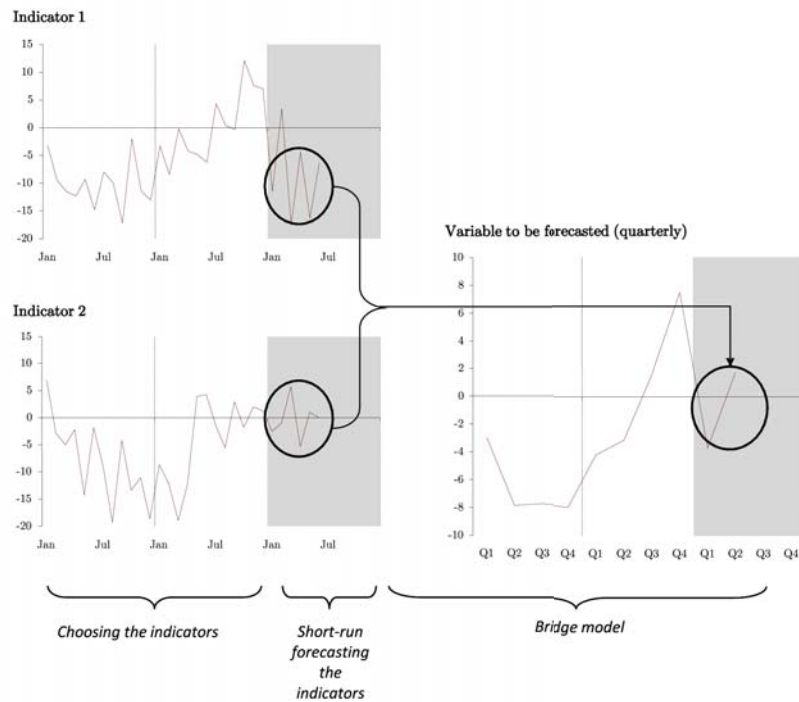 Indicator 1
15
10
5
0
-5
-10
-15
-20
Jan Jul Jan Jul Jan Jul
Indicator 2
15
10
5
0
-5
-10
-15
-20
Jan Jul Jan Jul Jan Jul
Variable to be forecasted (quarterly)
10
8
6
4
2
0
-2
-4
-6
-8
-10
Q1 Q2 Q3 Q4 Q1 Q2 Q3 Q4 Q1 Q2 Q3 Q4
Choosing the indicators
Short-run
forecasting
the
indicators
Bridge model